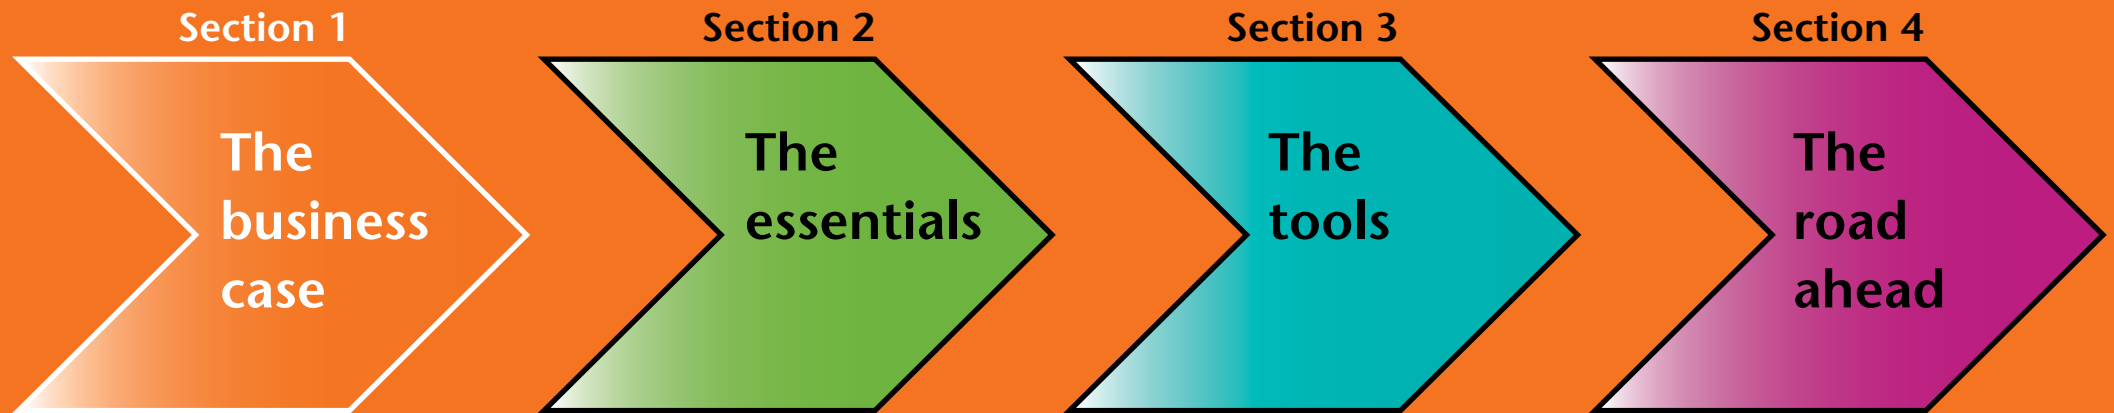 Section 1
The
business
case
Section 2
The
essentials
Section 3
The
tools
Section 4
The
road
ahead